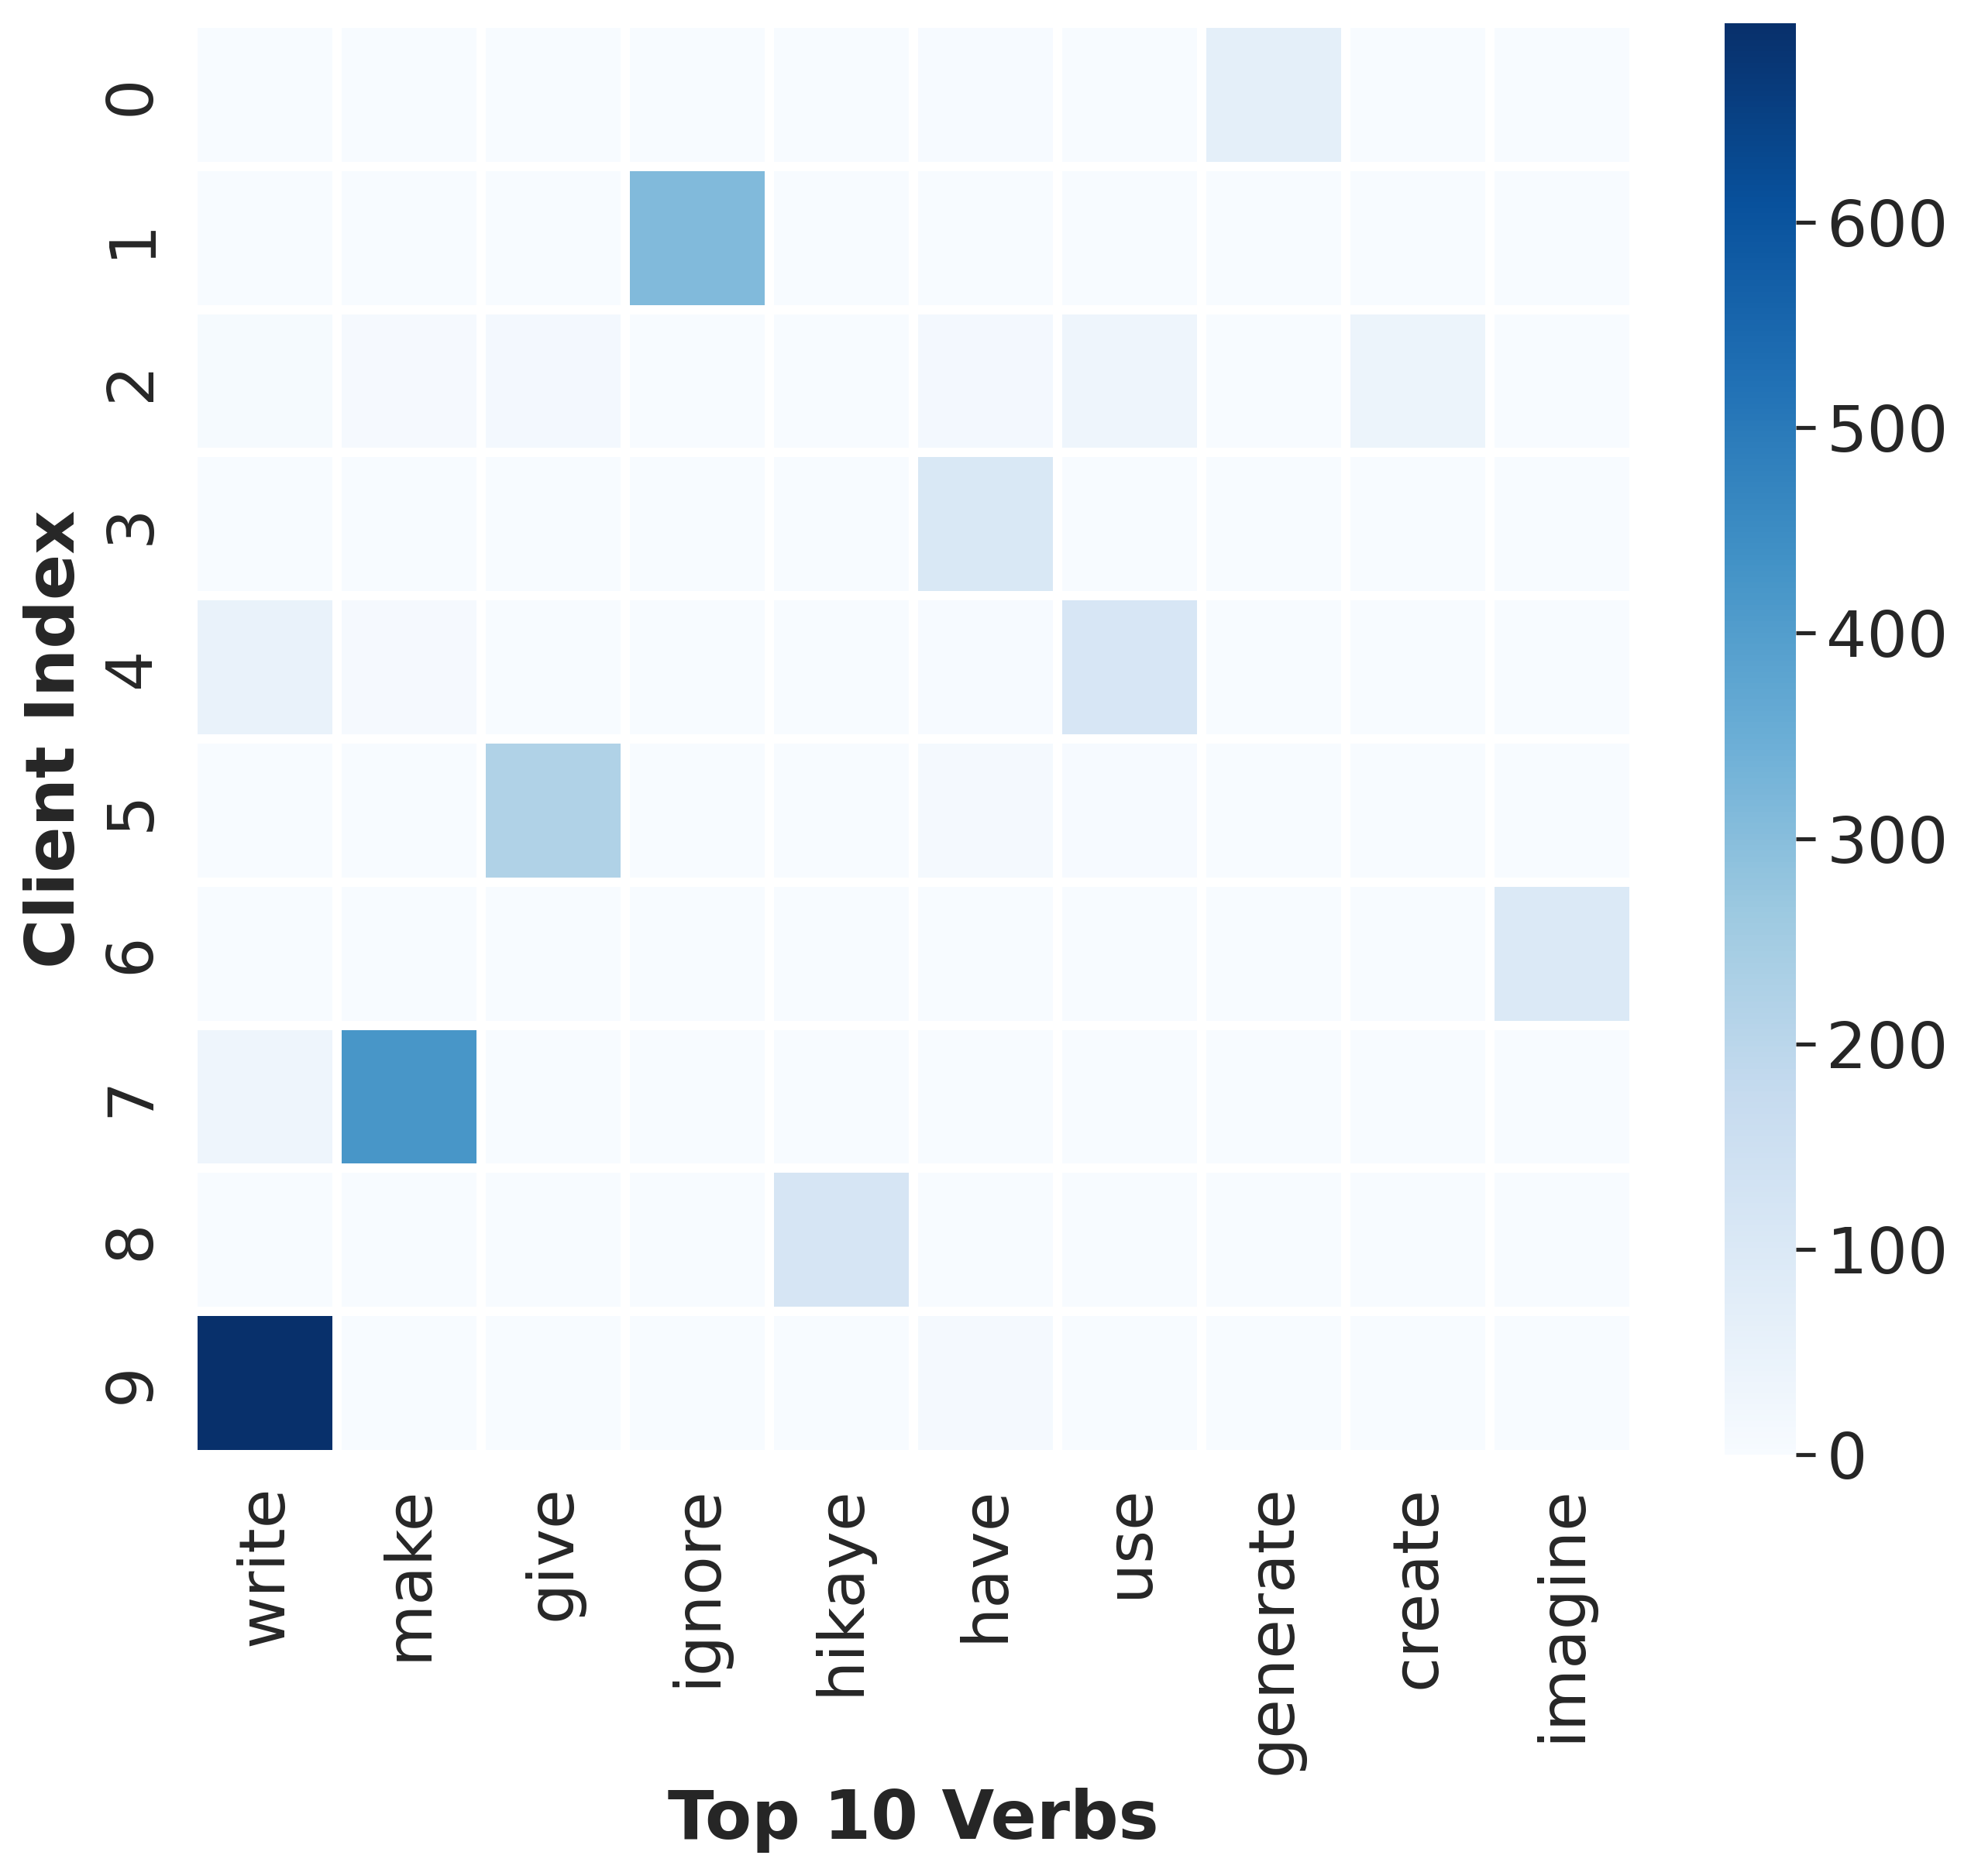 Client Index
0
1
2
3
4
5
6
7
8
9
write
make
give
ignore
hikaye
have
use
generate
create
imagine
Top 10 Verbs
600
500
400
300
200
100
0